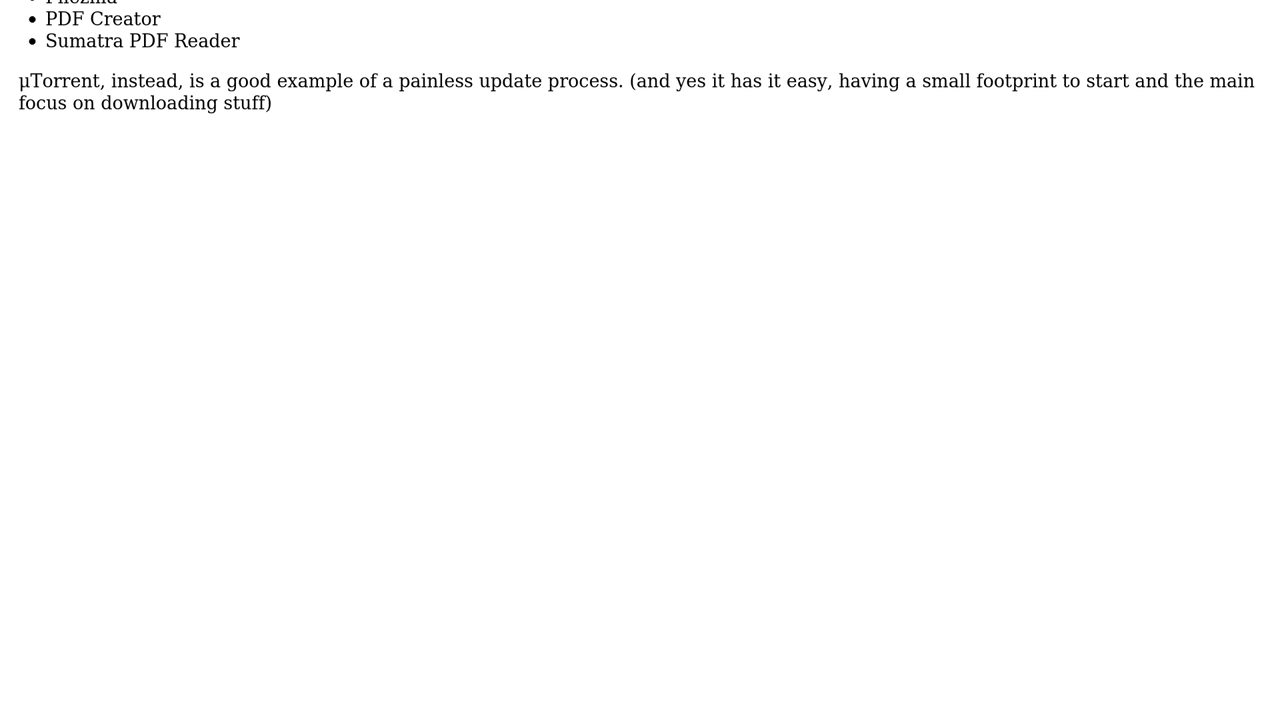 PDF Creator
Sumatra PDF Reader
µTorrent, instead, is a good example of a painless update process. (and yes it has it easy, having a small footprint to start and the main
focus on downloading stuff)